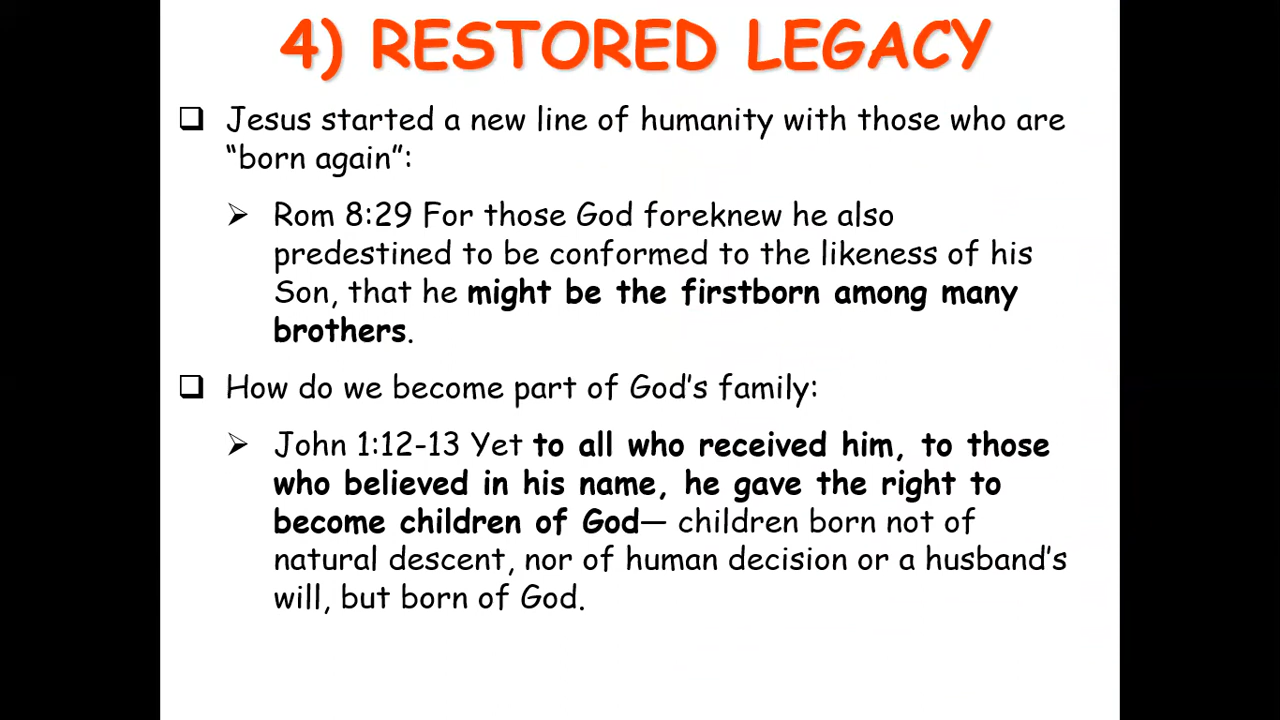 4) RESTORED LEGACY
Jesus started a new line of humanity with those who are
“born again”:
Rom 8:29 For those God foreknew he also
predestined to be conformed to the likeness of his
Son, that he might be the firstborn among many
brothers.
How do we become part of God’s family:
John 1:12-13 Yet to all who received him, to those
who believed in his name, he gave the right to
become children of God— children born not of
natural descent, nor of human decision or a husband’s
will, but born of God.